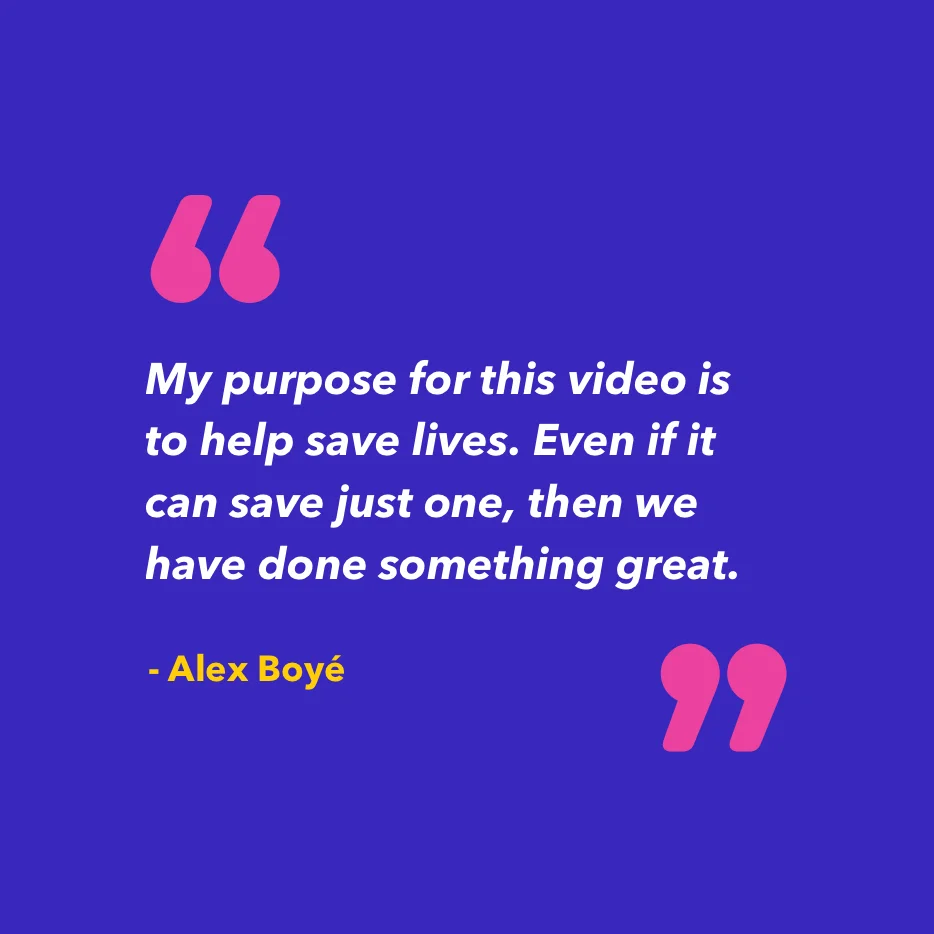 “
My purpose for this video is
to help save lives. Even if it
can save just one, then we
have done something great.
- Alex Boyé
”